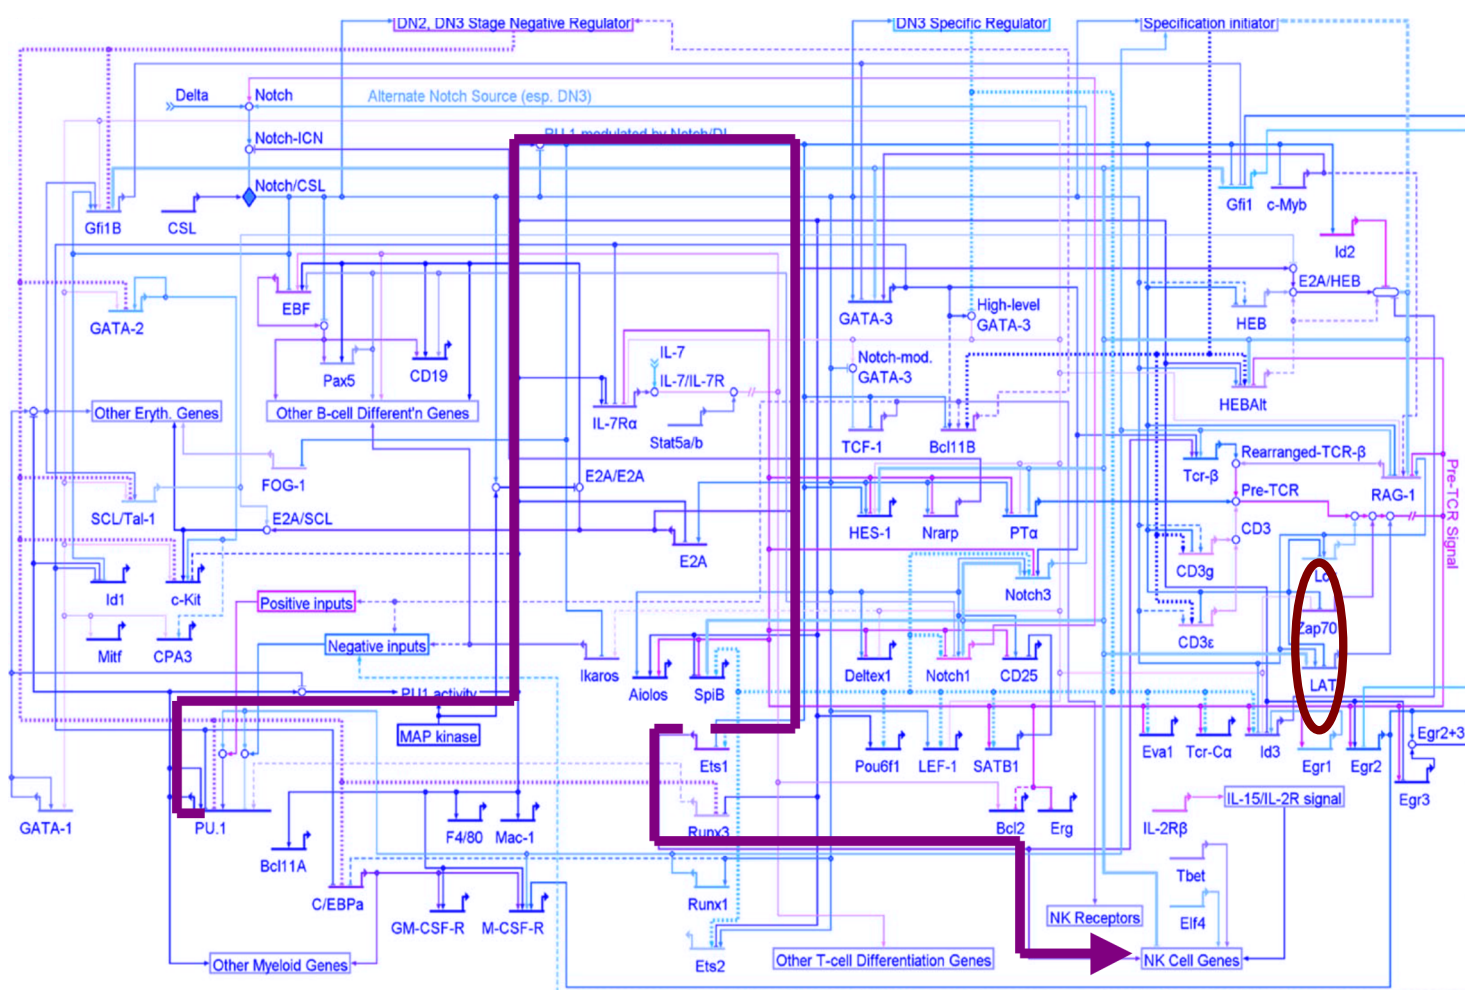 DN2, DN3 Stage Negative Regulator
DN3 Specific Regulator
Specification initiator
Delta
Notch
Alternate Notch Source (esp. DN3)
Notch-ICN
PU.1 modulated by Notch/DL
Notch/CSL
Gfi1B
CSL
Gfi1
c-Myb
Id2
E2A/HEB
GATA-2
EBF
GATA-3
High-level
GATA-3
HEB
Pax5
CD19
IL-7
IL-7/IL-7R
Notch-mod.
GATA-3
HEBAlt
Other Eryth. Genes
Other B-cell Different'n Genes
IL-7Rα
Stat5a/b
TCF-1
Bcl11B
Rearranged-TCR-β
Tcr-β
FOG-1
E2A/E2A
Pre-TCR
RAG-1
Pre-TCR Signal
SCL/Tal-1
E2A/SCL
HES-1
Nrarp
PTα
CD3
E2A
CD3g
Id1
c-Kit
Notch3
Positive inputs
Zap70
Mitf
CPA3
Negative inputs
CD3ε
Ikaros
Aiolos
SpiB
Deltex1
Notch1
CD25
LAT
PU1 activity
MAP kinase
Ets1
Pou6f1
LEF-1
SATB1
Eva1
Tcr-Cα
Id3
Egr1
Egr2
Egr2+3
Egr3
GATA-1
PU.1
F4/80
Mac-1
Runx3
Bcl2
Erg
IL-2Rβ
IL-15/IL-2R signal
Bcl11A
Tbet
C/EBPa
GM-CSF-R
M-CSF-R
Runx1
NK Receptors
Elf4
Other Myeloid Genes
Ets2
Other T-cell Differentiation Genes
NK Cell Genes